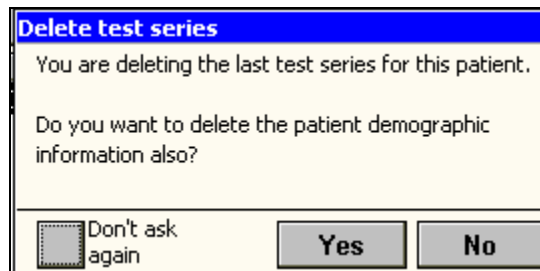 Delete test series
You are deleting the last test series for this patient.
Do you want to delete the patient demographic
information also?
Don't ask
again
Yes
No